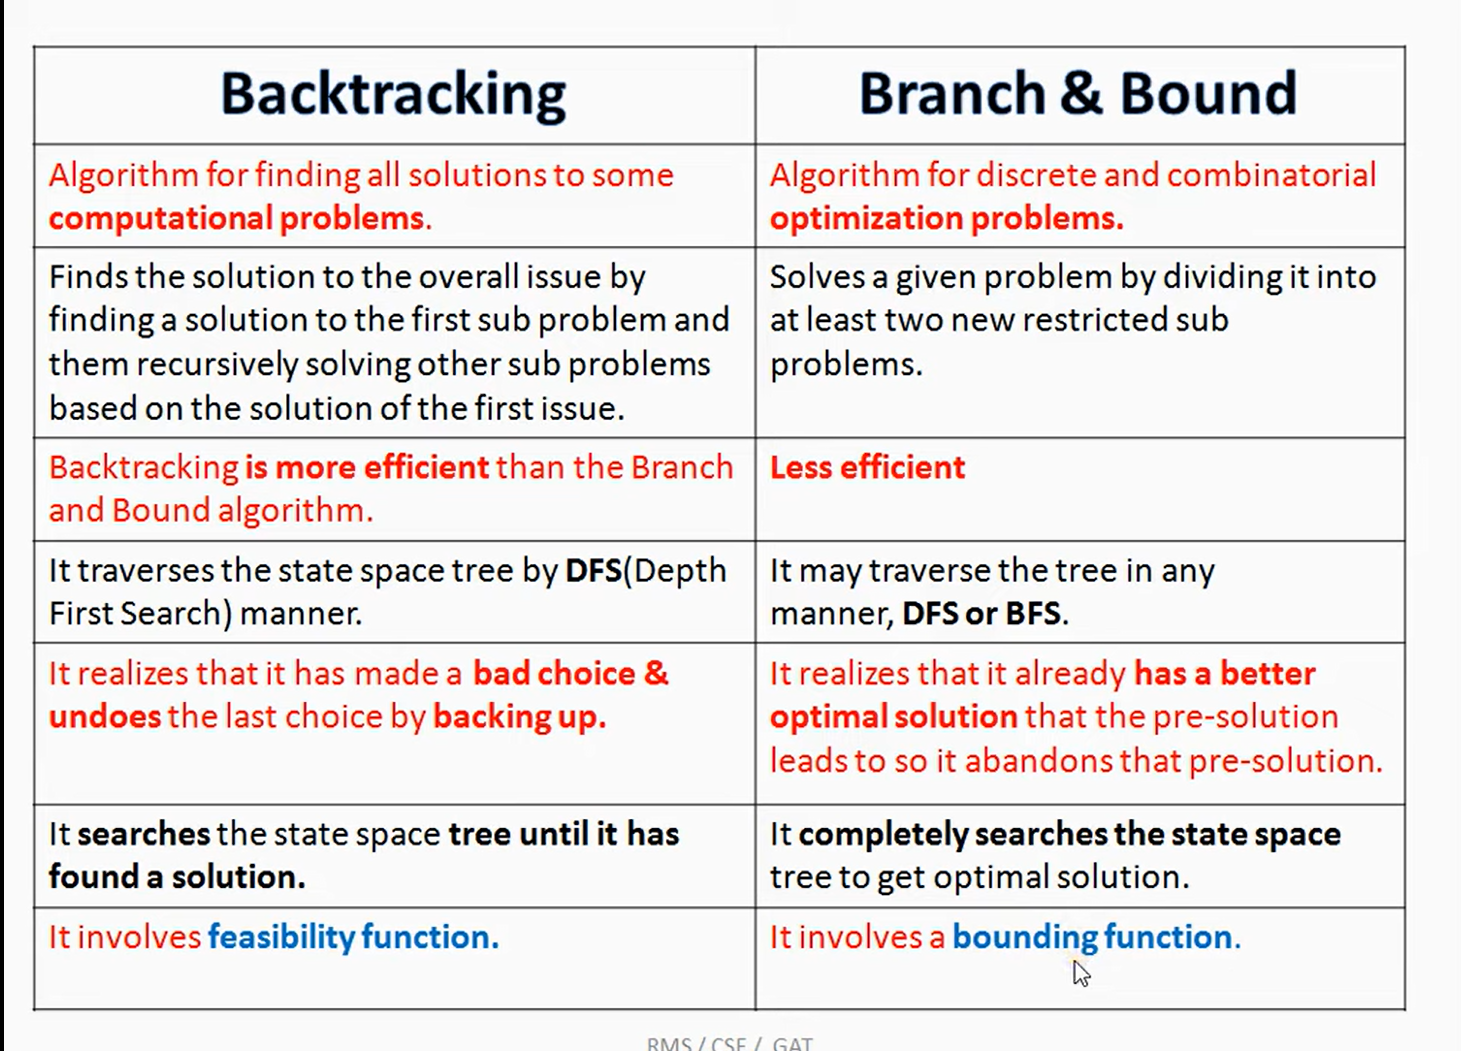 Backtracking
Branch & Bound
Algorithm for finding all solutions to some
computational problems.
Algorithm for discrete and combinatorial
optimization problems.
Finds the solution to the overall issue by
finding a solution to the first sub problem and
them recursively solving other sub problems
based on the solution of the first issue.
Solves a given problem by dividing it into
at least two new restricted sub
problems.
Backtracking is more efficient than the Branch
and Bound algorithm.
Less efficient
It traverses the state space tree by DFS(Depth
First Search) manner.
It may traverse the tree in any
manner, DFS or BFS.
It realizes that it has made a bad choice &
undoes the last choice by backing up.
It realizes that it already has a better
optimal solution that the pre-solution
leads to so it abandons that pre-solution.
It searches the state space tree until it has
found a solution.
It completely searches the state space
tree to get optimal solution.
It involves feasibility function.
It involves a bounding function.
RMS / CSE / GAT